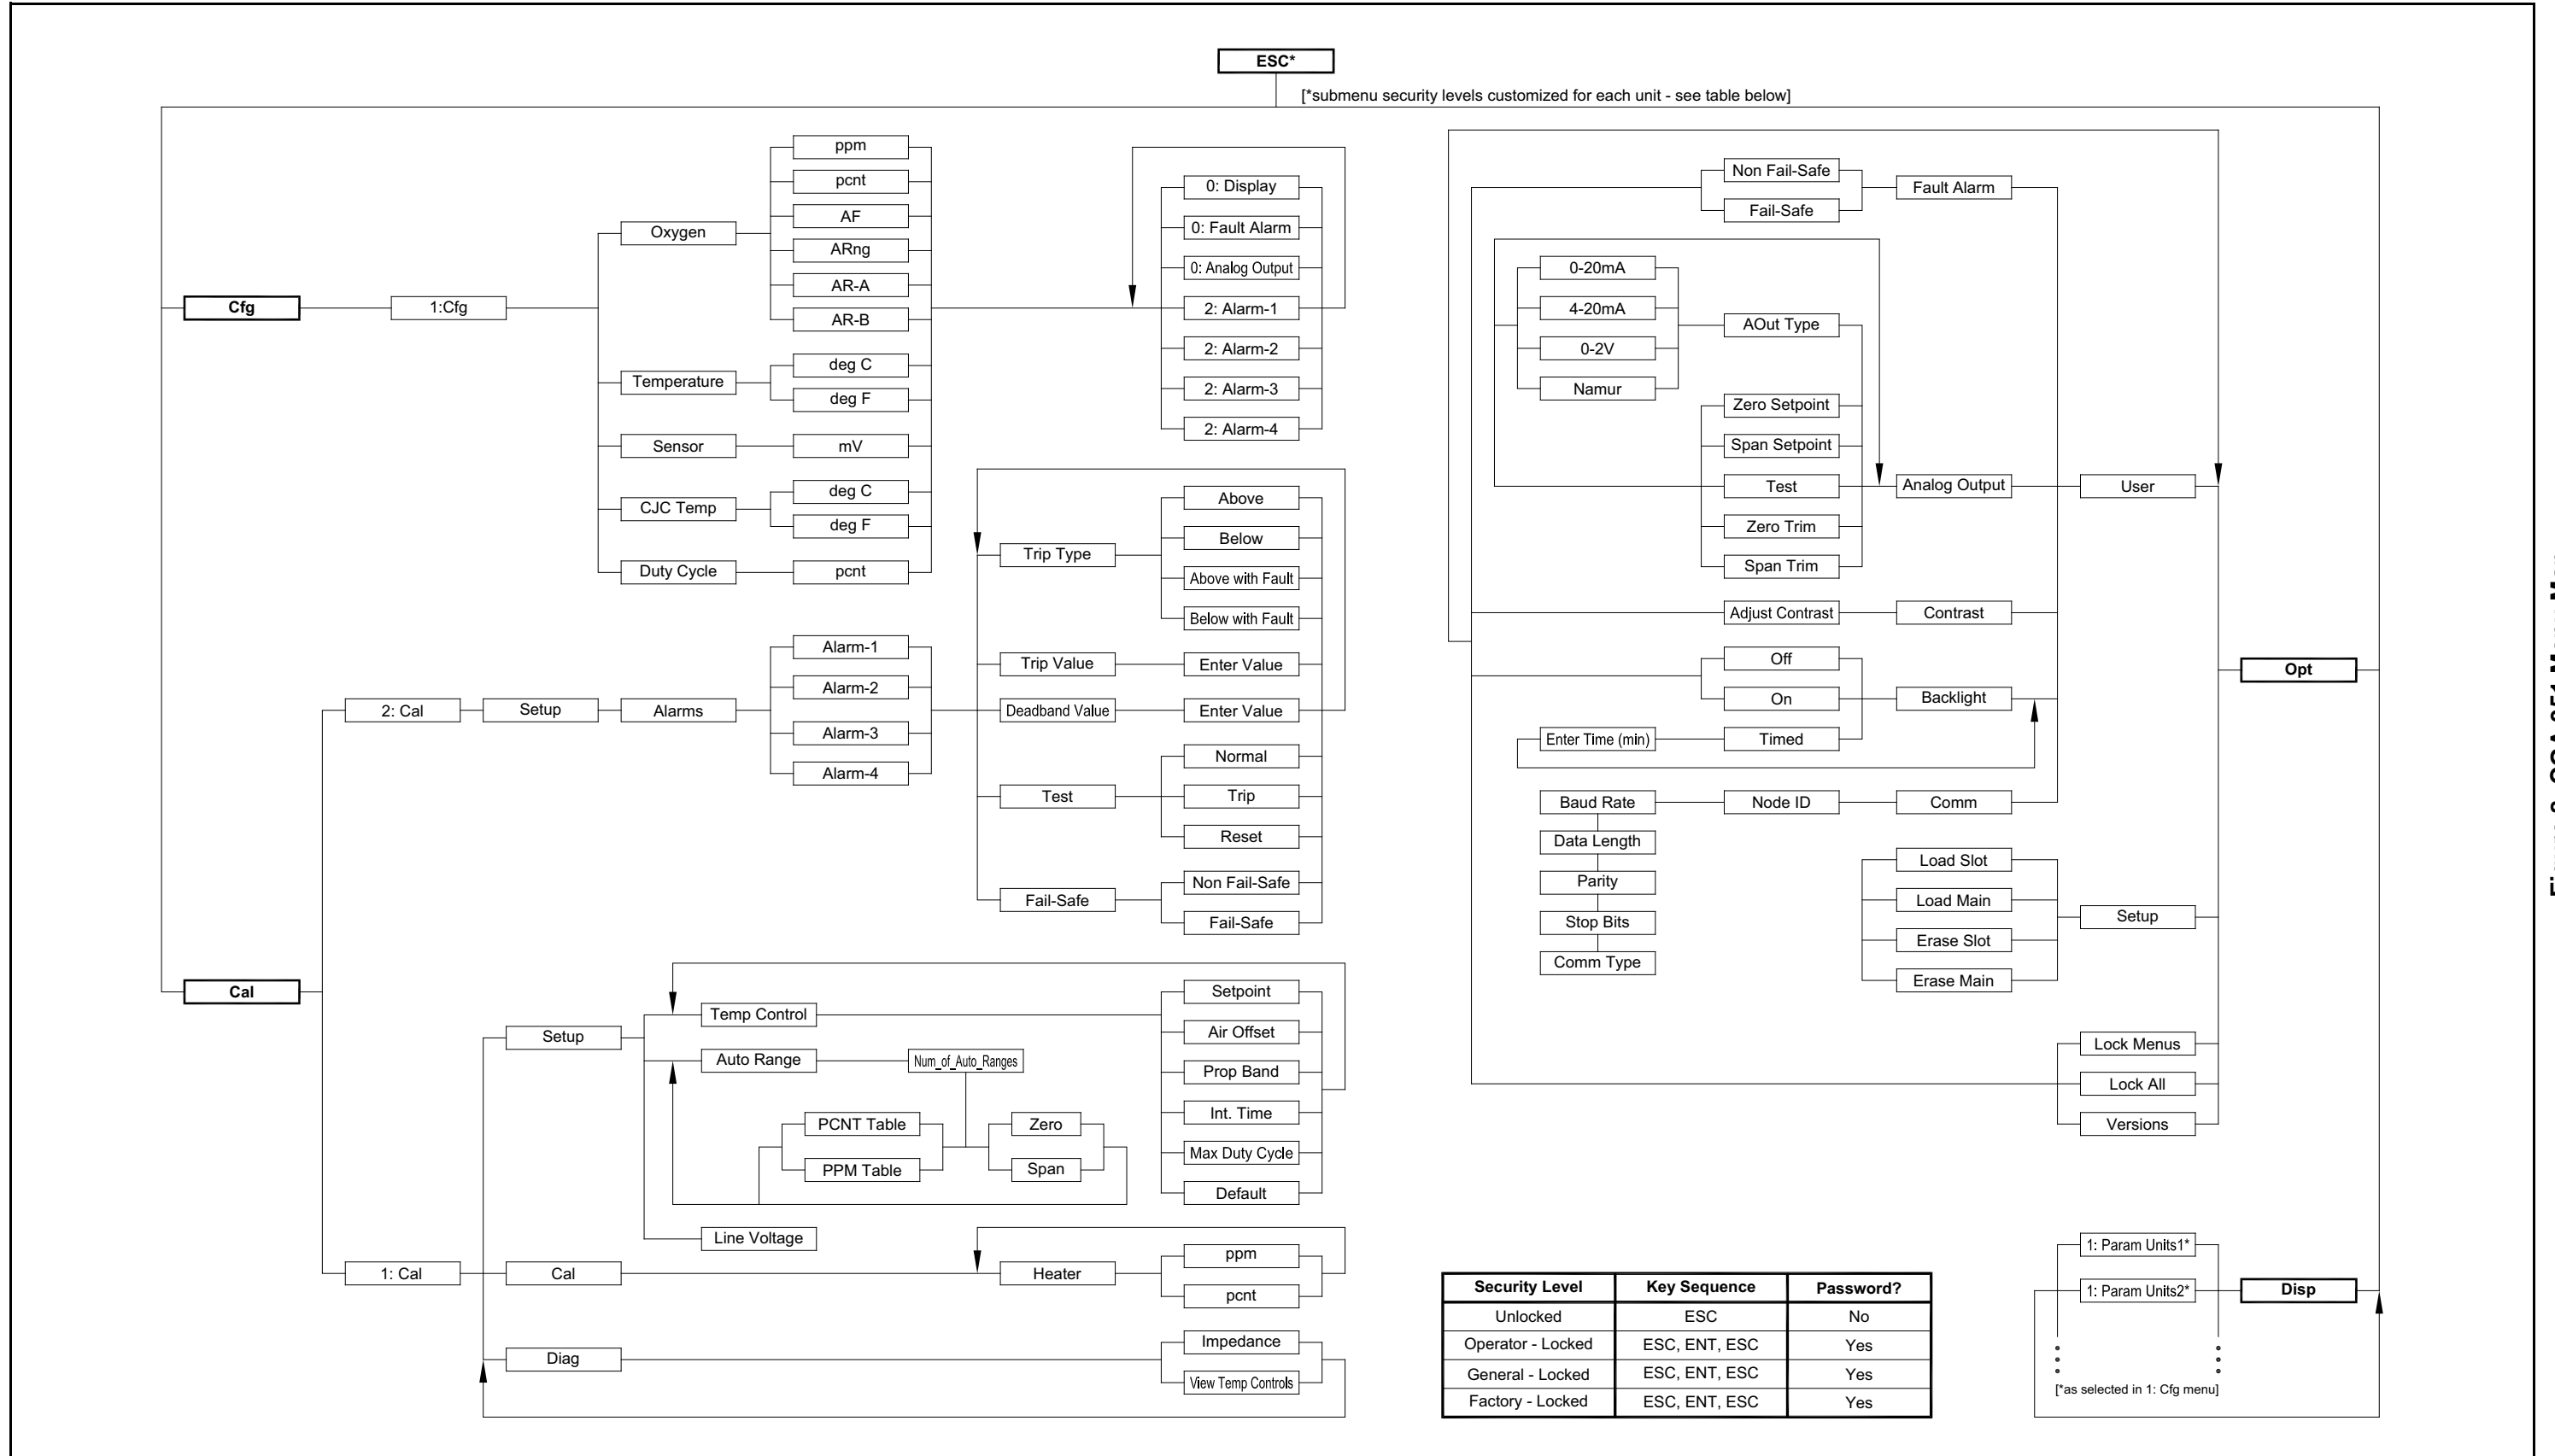 ESC*
[*submenu security levels customized for each unit - see table below]
Cfg
1:Cfg
Oxygen
ppm
pcnt
AF
ARng
AR-A
AR-B
Temperature
deg C
deg F
Sensor
mV
CJC Temp
deg C
deg F
Duty Cycle
pcnt
0: Display
0: Fault Alarm
0: Analog Output
2: Alarm-1
2: Alarm-2
2: Alarm-3
2: Alarm-4
Cal
2: Cal
Setup
Alarms
Alarm-1
Alarm-2
Alarm-3
Alarm-4
Trip Type
Above
Below
Above with Fault
Below with Fault
Trip Value
Enter Value
Deadband Value
Enter Value
Test
Normal
Trip
Reset
Fail-Safe
Non Fail-Safe
Fail-Safe
1: Cal
Setup
Temp Control
Setpoint
Air Offset
Prop Band
Int. Time
Max Duty Cycle
Default
Auto Range
Num_of_Auto_Ranges
PCNT Table
PPM Table
Zero
Span
Line Voltage
Cal
Heater
ppm
pcnt
Diag
Impedance
View Temp Controls
Non Fail-Safe
Fail-Safe
Fault Alarm
0-20mA
4-20mA
0-2V
Namur
AOut Type
Zero Setpoint
Span Setpoint
Test
Zero Trim
Span Trim
Analog Output
User
Adjust Contrast
Contrast
Off
On
Timed
Enter Time (min)
Backlight
Baud Rate
Node ID
Comm
Data Length
Parity
Stop Bits
Comm Type
Load Slot
Load Main
Erase Slot
Erase Main
Setup
Opt
Lock Menus
Lock All
Versions
1: Param Units1*
1: Param Units2*
Disp
[*as selected in 1: Cfg menu]
Security Level Key Sequence Password?
Unlocked ESC No
Operator - Locked ESC, ENT, ESC Yes
General - Locked ESC, ENT, ESC Yes
Factory - Locked ESC, ENT, ESC Yes